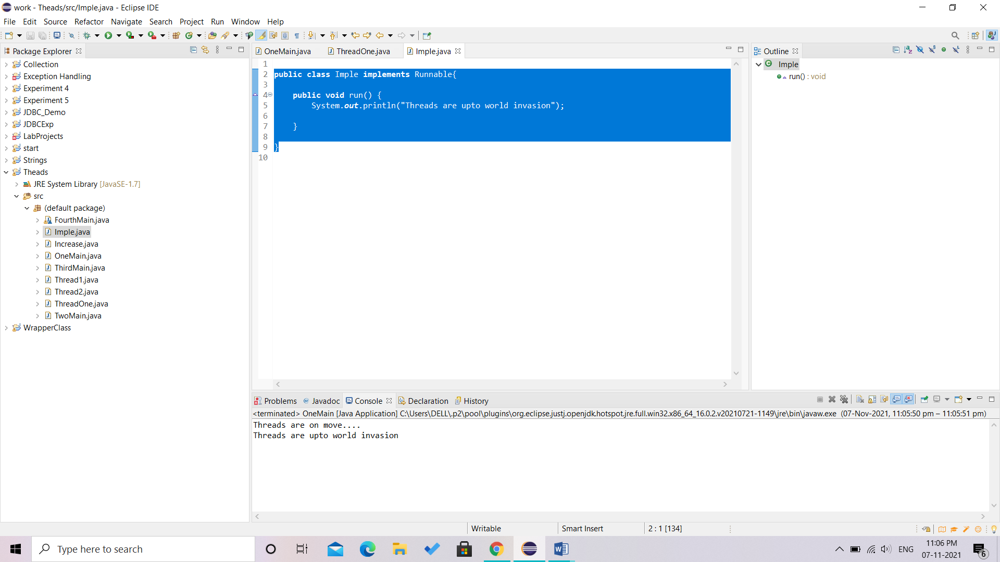 work - Theads/src/Imple.java - Eclipse IDE
File Edit Source Refactor Navigate Search Project Run Window Help
Package Explorer
Collection
Exception Handling
Experiment 4
Experiment 5
JDBC_Demo
JDBCExp
LabProjects
start
Strings
Theads
JRE System Library [JavaSE-1.7]
src
(default package)
FourthMain.java
Imple.java
Increase.java
OneMain.java
ThirdMain.java
Thread1.java
Thread2.java
ThreadOne.java
TwoMain.java
WrapperClass
OneMain.java ThreadOne.java Imple.java
1
2 public class Imple implements Runnable{
3
4 public void run() {
5 System.out.println("Threads are upto world invasion");
6
7 }
8
9 }
10
Outline
Imple
run() : void
Problems @ Javadoc Console Declaration History
<terminated> OneMain [Java Application] C:\Users\DELL\.p2\pool\plugins\org.eclipse.justj.openjdk.hotspot.jre.full.win32.x86_64_16.0.2.v20210721-1149\jre\bin\javaw.exe (07-Nov-2021, 11:05:50 pm – 11:05:51 pm)
Threads are on move....
Threads are upto world invasion
Writable Smart Insert 2 : 1 [134]
Type here to search
ENG
11:06 PM
07-11-2021
6